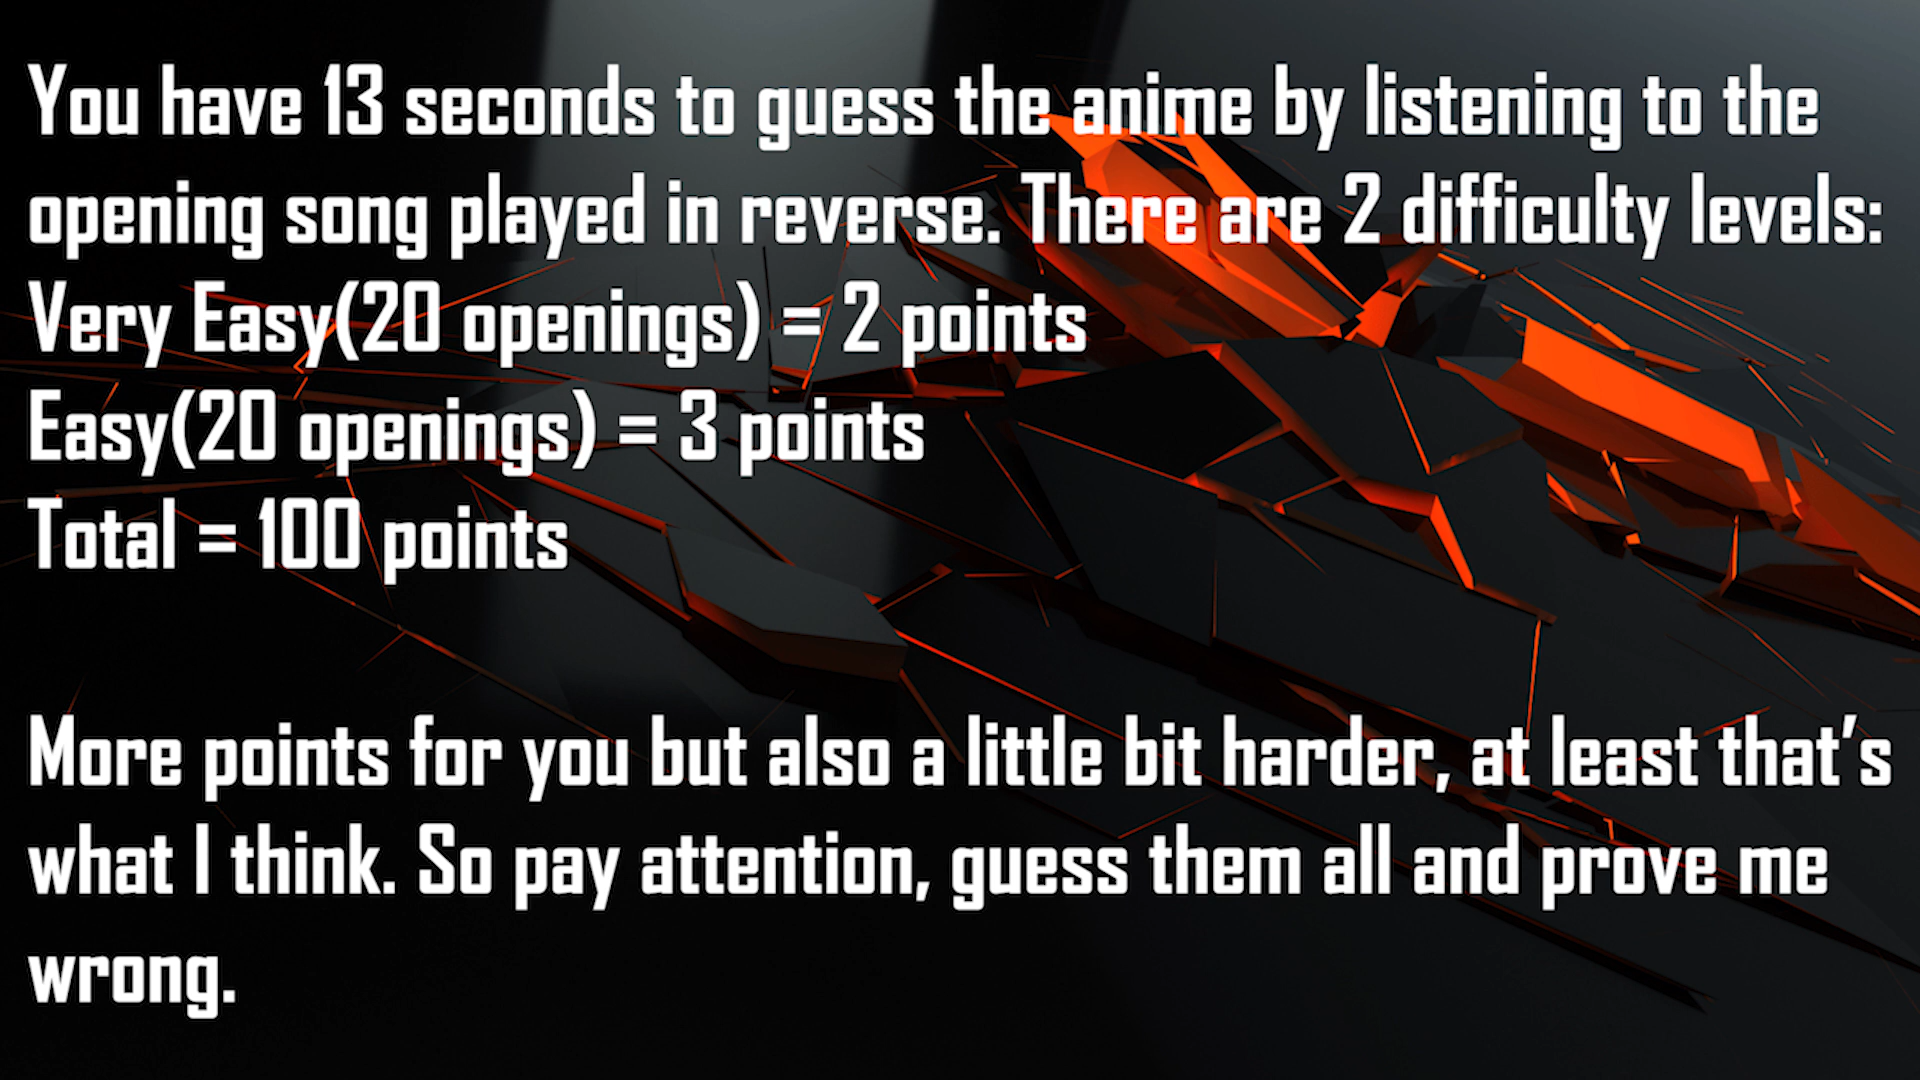 You have 13 seconds to guess the anime by listening to the
opening song played in reverse. There are 2 difficulty levels:
Very Easy(20 openings) = 2 points
Easy(20 openings) = 3 points
Total = 100 points
More points for you but also a little bit harder, at least that's
what I think. So pay attention, guess them all and prove me
wrong.